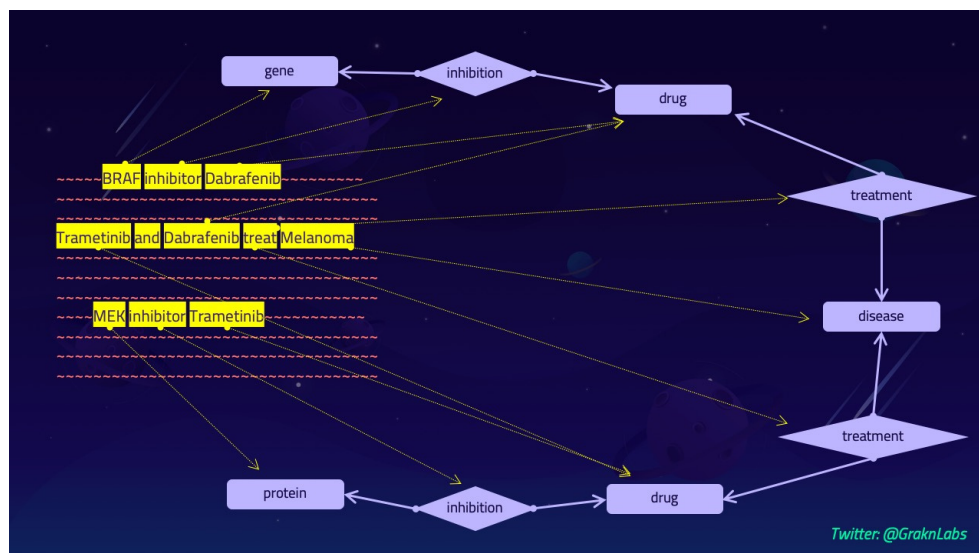 gene
inhibition
drug
~~~~~BRAF inhibitor Dabrafenib~~~~~~~~~~
treatment
Trametinib and Dabrafenib treat Melanoma
disease
~~~~MEK inhibitor Trametinib~~~~~~~~~~~~
treatment
protein
inhibition
drug
Twitter: @GraknLabs